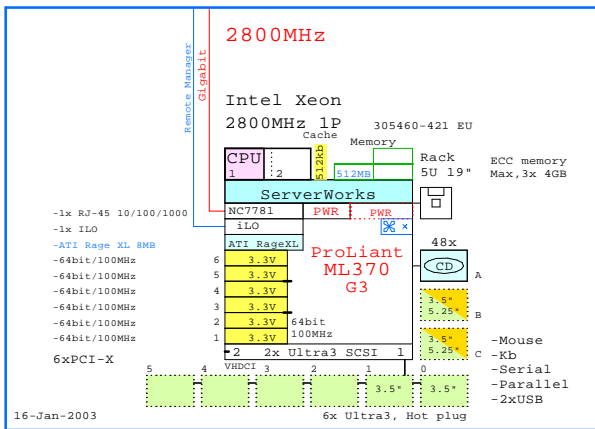 2800MHz
Remote Manager
Gigabit
Intel Xeon
2800MHz 1P
305460-421 EU
Cache
Memory
CPU
1
2
512kb
512MB
Rack
5U 19"
ECC memory
Max,3x 4GB
ServerWorks
-1x RJ-45 10/100/1000
NC7781
PWR
PWR
-1x ILO
iLO
×
-ATI Rage XL 8MB
ATI RageXL
ProLiant
ML370
G3
48x
CD
A
-64bit/100MHz
6
3.3V
-64bit/100MHz
5
3.3V
-64bit/100MHz
4
3.3V
-64bit/100MHz
3
3.3V
-64bit/100MHz
2
3.3V
-64bit/100MHz
1
3.3V
64bit
100MHz
3.5"
5.25"
B
3.5"
5.25"
C
6xPCI-X
2
2x Ultra3 SCSI
1
VHDCI
-Mouse
-Kb
-Serial
-Parallel
-2xUSB
5
4
3
2
1
0
3.5"
3.5"
16-Jan-2003
6x Ultra3, Hot plug